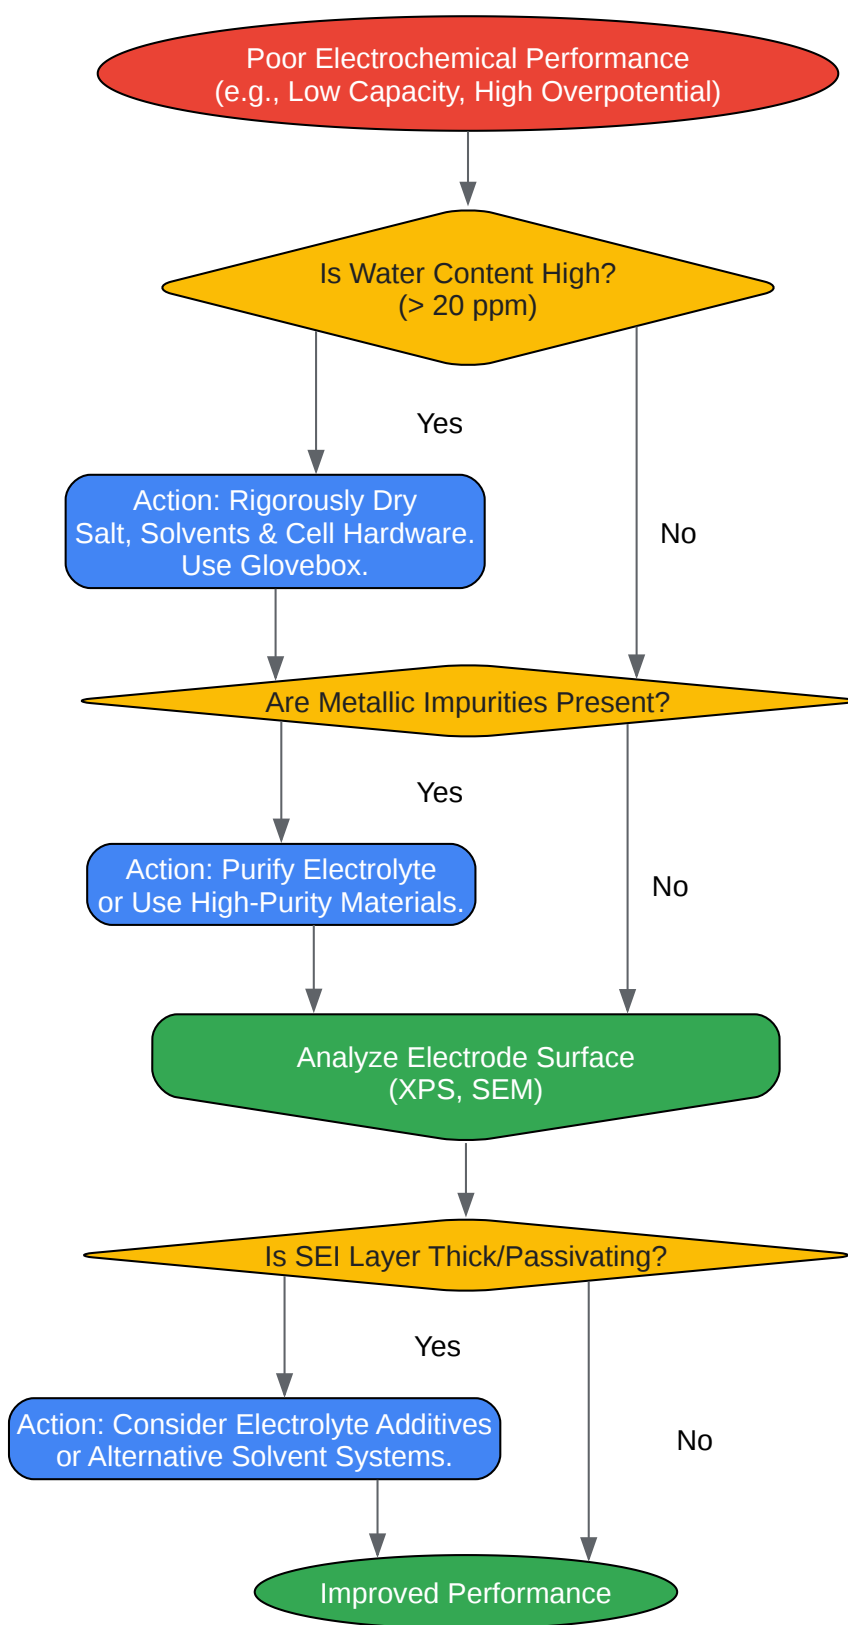 Poor Electrochemical Performance
(e.g., Low Capacity, High Overpotential)
Is Water Content High?
(> 20 ppm)
Yes
Action: Rigorously Dry
Salt, Solvents & Cell Hardware.
Use Glovebox.
No
Are Metallic Impurities Present?
Yes
Action: Purify Electrolyte
or Use High-Purity Materials.
No
Analyze Electrode Surface
(XPS, SEM)
Is SEI Layer Thick/Passivating?
Yes
Action: Consider Electrolyte Additives
or Alternative Solvent Systems.
No
Improved Performance